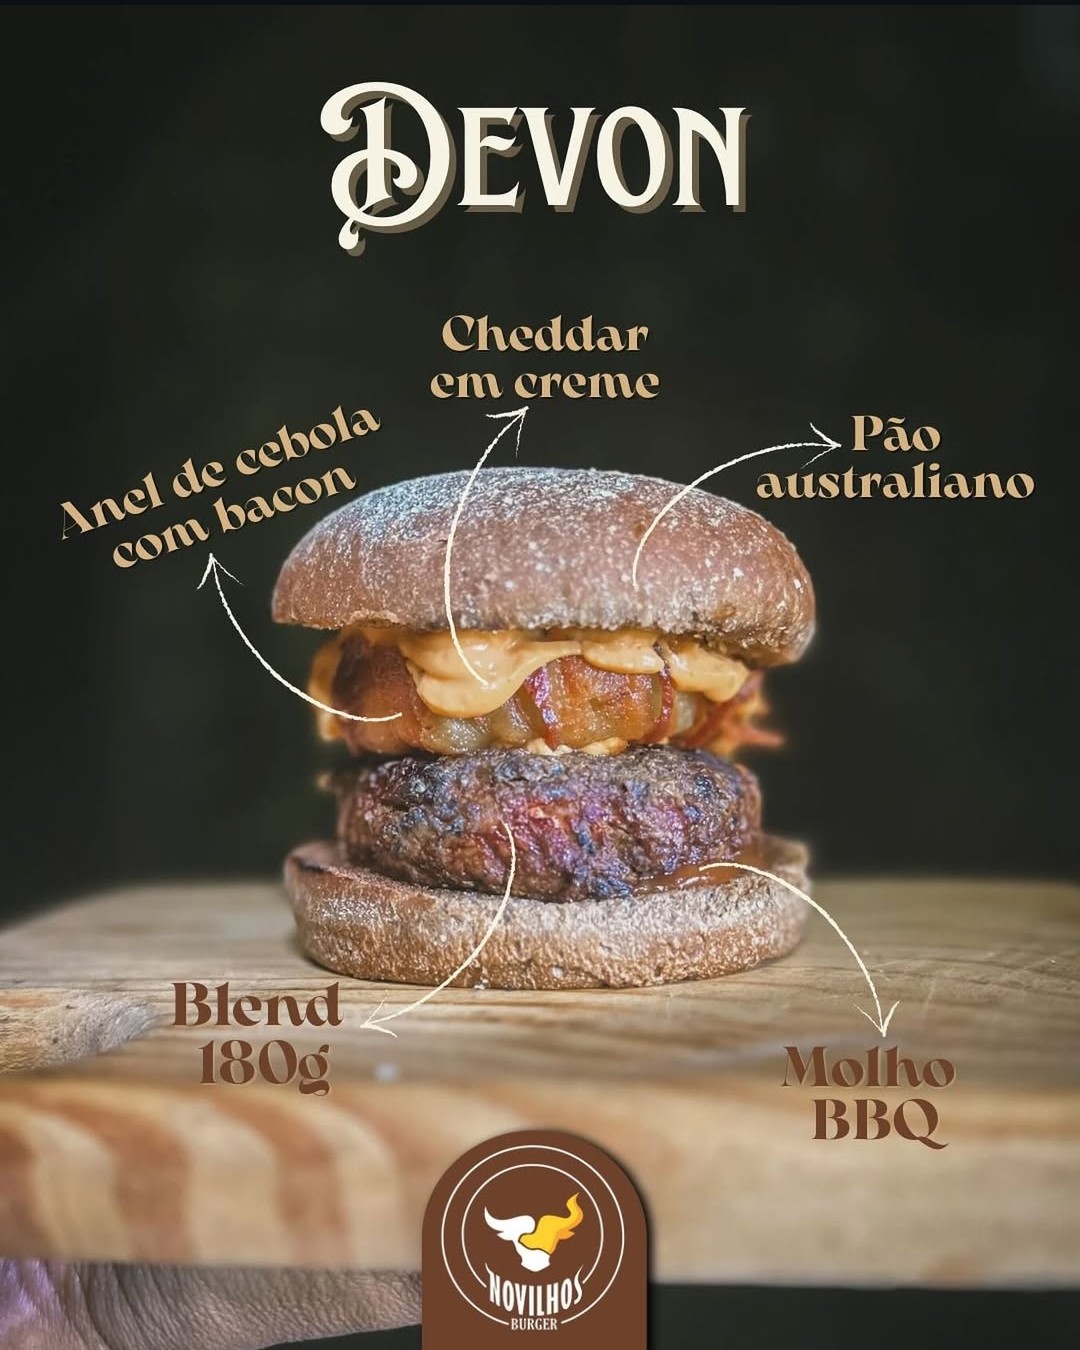 Devon
Cheddar
em creme
Anel de cebola
com bacon
Pão
australiano
Blend
180g
Molho
BBQ
NOVILHOS
BURGER